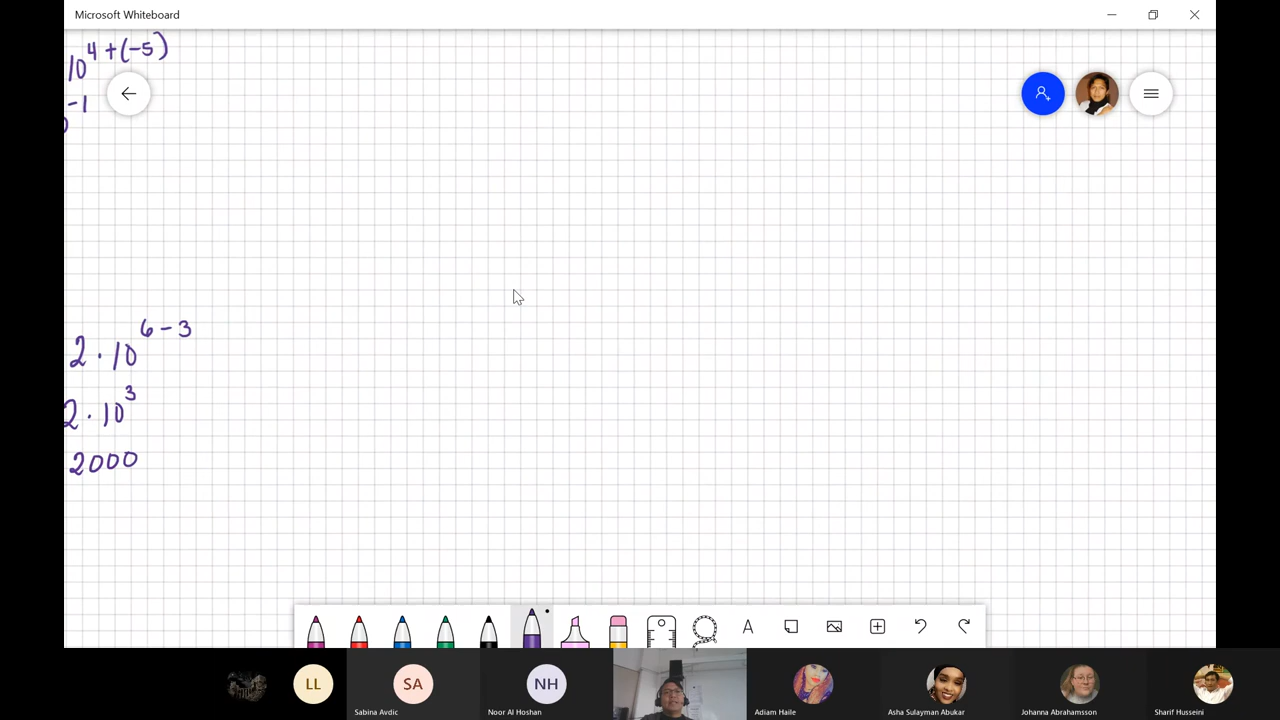 Microsoft Whiteboard
10^{4+(-5)}
-1
2 · 10^{6-3}
2 · 10^{3}
2000
A
LL
SA
NH
Sabina Avdic
Noor Al Hoshan
Adiam Haile
Asha Sulayman Abukar
Johanna Abrahamsson
Sharif Husseini